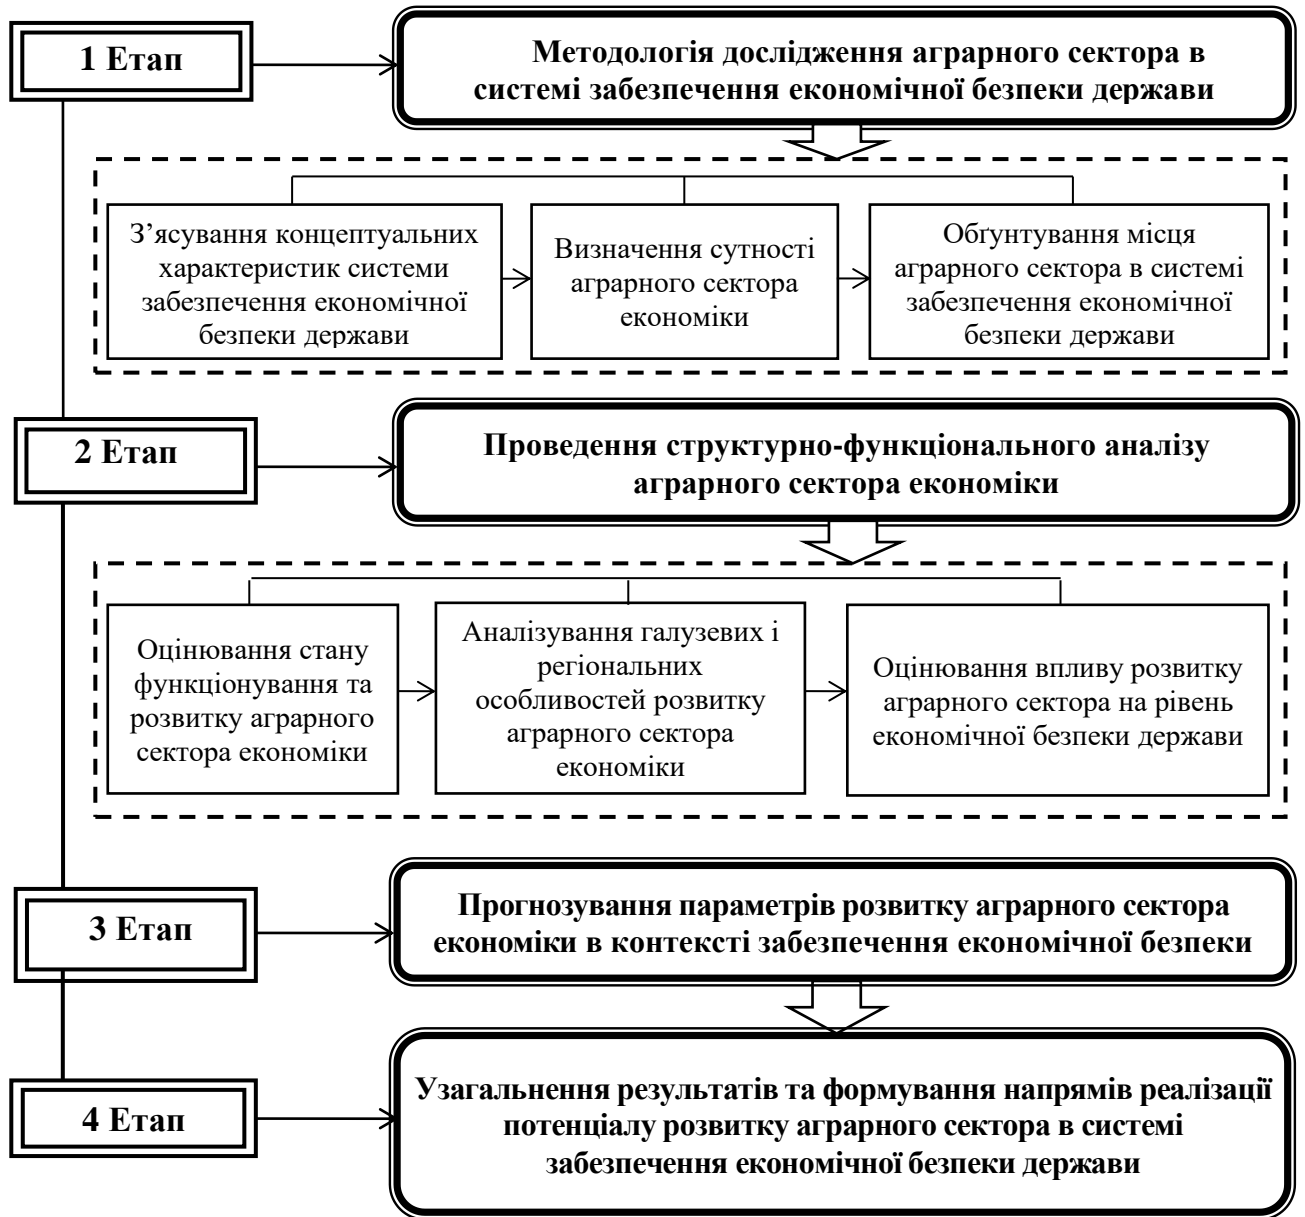 1 Етап
Методологія дослідження аграрного сектора в
системі забезпечення економічної безпеки держави
З’ясування концептуальних
характеристик системи
забезпечення економічної
безпеки держави
Визначення сутності
аграрного сектора
економіки
Обґунтування місця
аграрного сектора в системі
забезпечення економічної
безпеки держави
2 Етап
Проведення структурно-функціонального аналізу
аграрного сектора економіки
Оцінювання стану
функціонування та
розвитку аграрного
сектора економіки
Аналізування галузевих і
регіональних
особливостей розвитку
аграрного сектора
економіки
Оцінювання впливу розвитку
аграрного сектора на рівень
економічної безпеки держави
3 Етап
Прогнозування параметрів розвитку аграрного сектора
економіки в контексті забезпечення економічної безпеки
4 Етап
Узагальнення результатів та формування напрямів реалізації
потенціалу розвитку аграрного сектора в системі
забезпечення економічної безпеки держави